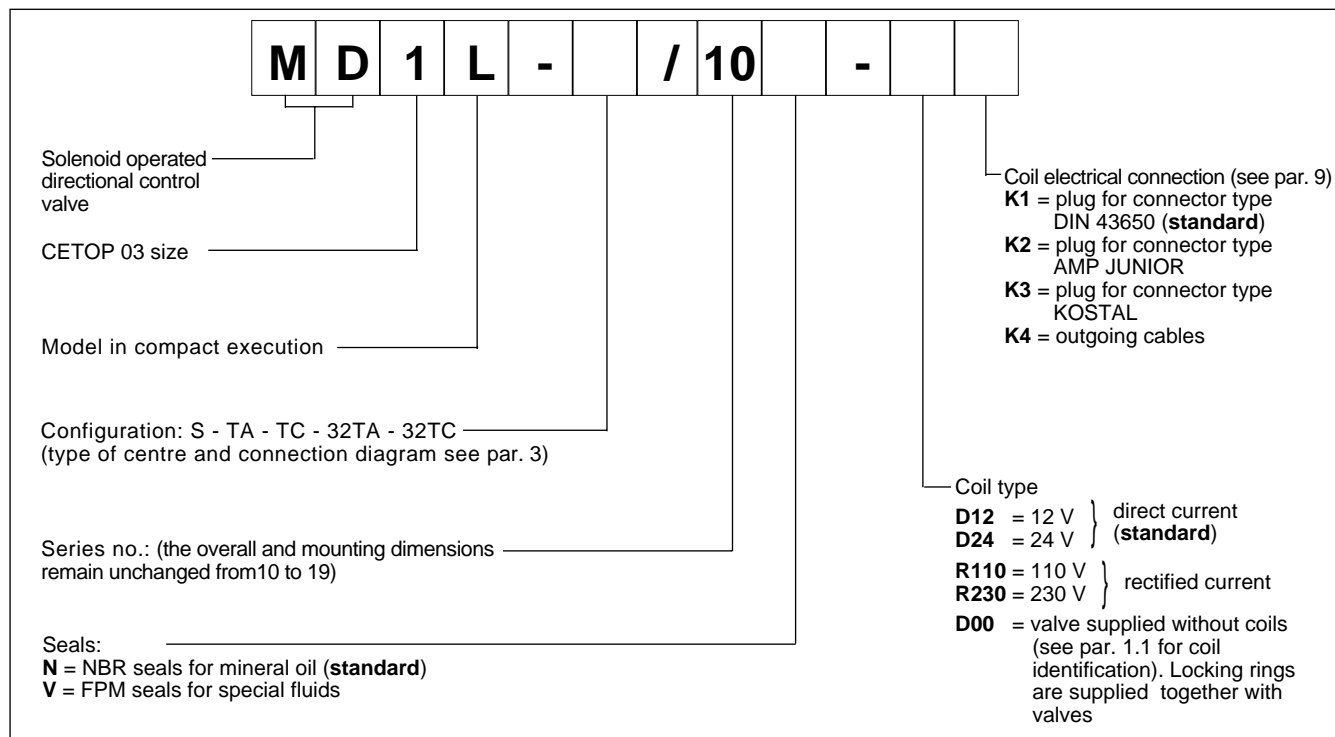 M D 1 L - / 10 -
Solenoid operated
directional control
valve
CETOP 03 size
Model in compact execution
Configuration: S - TA - TC - 32TA - 32TC
(type of centre and connection diagram see par. 3)
Series no.: (the overall and mounting dimensions
remain unchanged from10 to 19)
Seals:
N = NBR seals for mineral oil (standard)
V = FPM seals for special fluids
Coil electrical connection (see par. 9)
K1 = plug for connector type
DIN 43650 (standard)
K2 = plug for connector type
AMP JUNIOR
K3 = plug for connector type
KOSTAL
K4 = outgoing cables
Coil type
D12 = 12 V
D24 = 24 V
direct current
(standard)
R110 = 110 V
R230 = 230 V
rectified current
D00 = valve supplied without coils
(see par. 1.1 for coil
identification). Locking rings
are supplied together with
valves